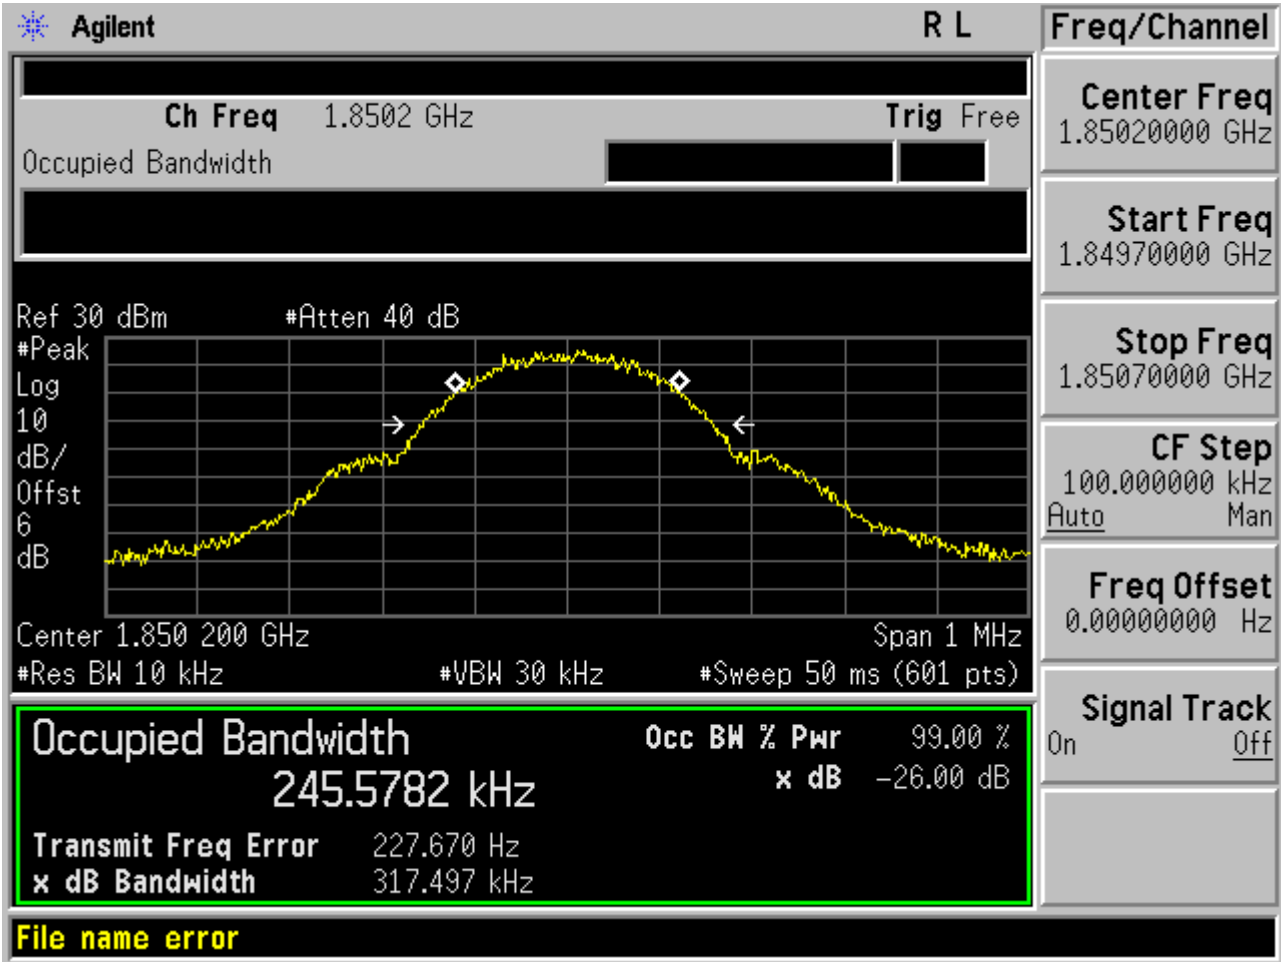 Agilent R L
Freq/Channel
Ch Freq 1.8502 GHz Trig Free
Occupied Bandwidth
Center Freq
1.85020000 GHz
Start Freq
1.84970000 GHz
Stop Freq
1.85070000 GHz
CF Step
100.000000 kHz
Auto Man
Freq Offset
0.00000000 Hz
Signal Track
On Off
Ref 30 dBm #Atten 40 dB
#Peak
Log
10
dB/
Offst
6
dB
Center 1.850 200 GHz Span 1 MHz
#Res BW 10 kHz #VBW 30 kHz #Sweep 50 ms (601 pts)
Occupied Bandwidth Occ BW % Pwr 99.00 %
245.5782 kHz x dB -26.00 dB
Transmit Freq Error 227.670 Hz
x dB Bandwidth 317.497 kHz
File name error